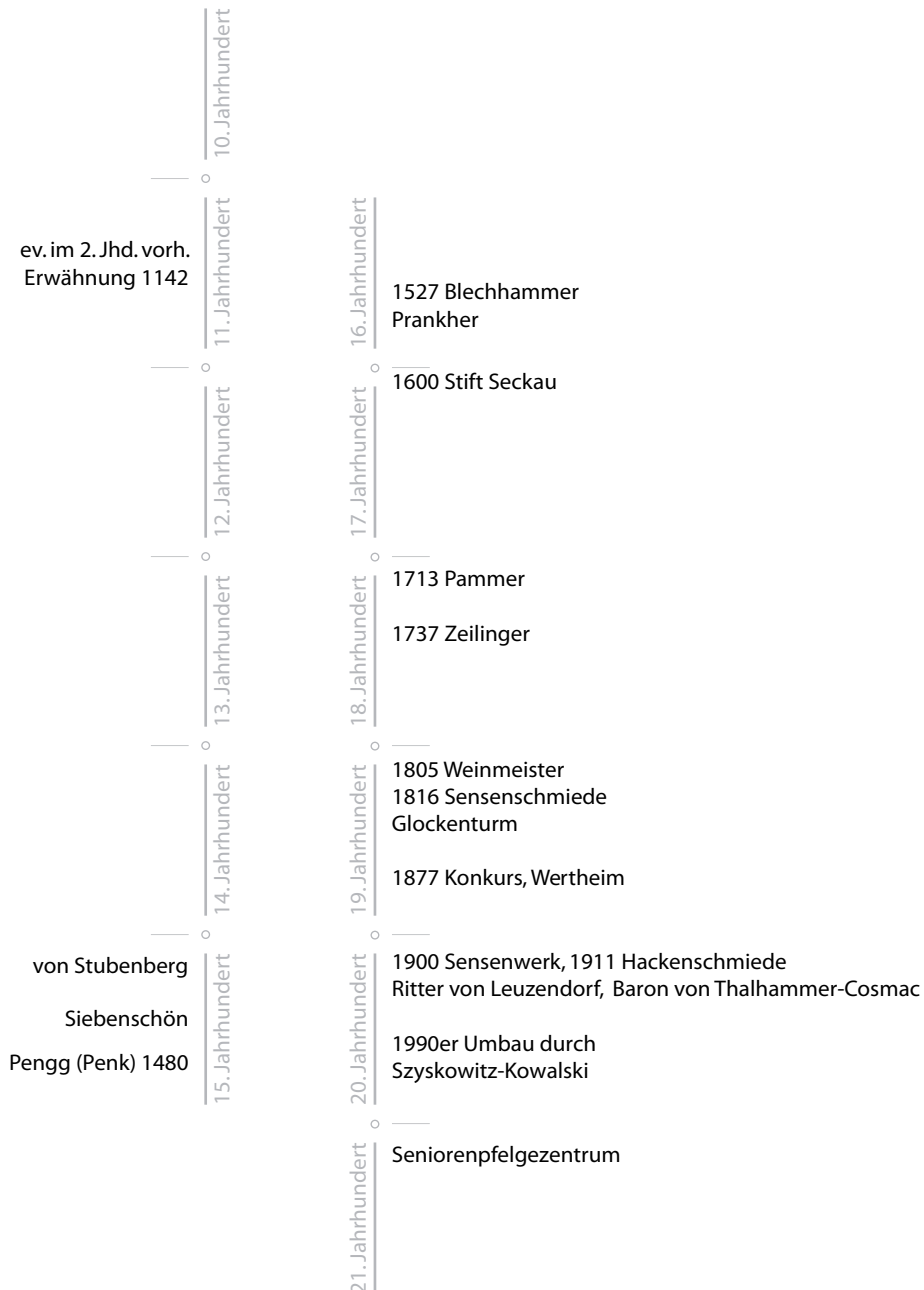 10. Jahrhundert
11. Jahrhundert
ev. im 2. Jhd. vorh.
Erwähnung 1142
12. Jahrhundert
13. Jahrhundert
14. Jahrhundert
15. Jahrhundert
von Stubenberg
Siebenschön
Pengg (Penk) 1480
16. Jahrhundert
1527 Blechhammer
Prankher
17. Jahrhundert
1600 Stift Seckau
18. Jahrhundert
1713 Pammer
1737 Zeilinger
19. Jahrhundert
1805 Weinmeister
1816 Sensenschmiede
Glockenturm
1877 Konkurs, Wertheim
20. Jahrhundert
1900 Sensenwerk, 1911 Hackenschmiede
Ritter von Leuzendorf, Baron von Thalhammer-Cosmac
1990er Umbau durch
Szyskowitz-Kowalski
21. Jahrhundert
Seniorenpfelgezentrum